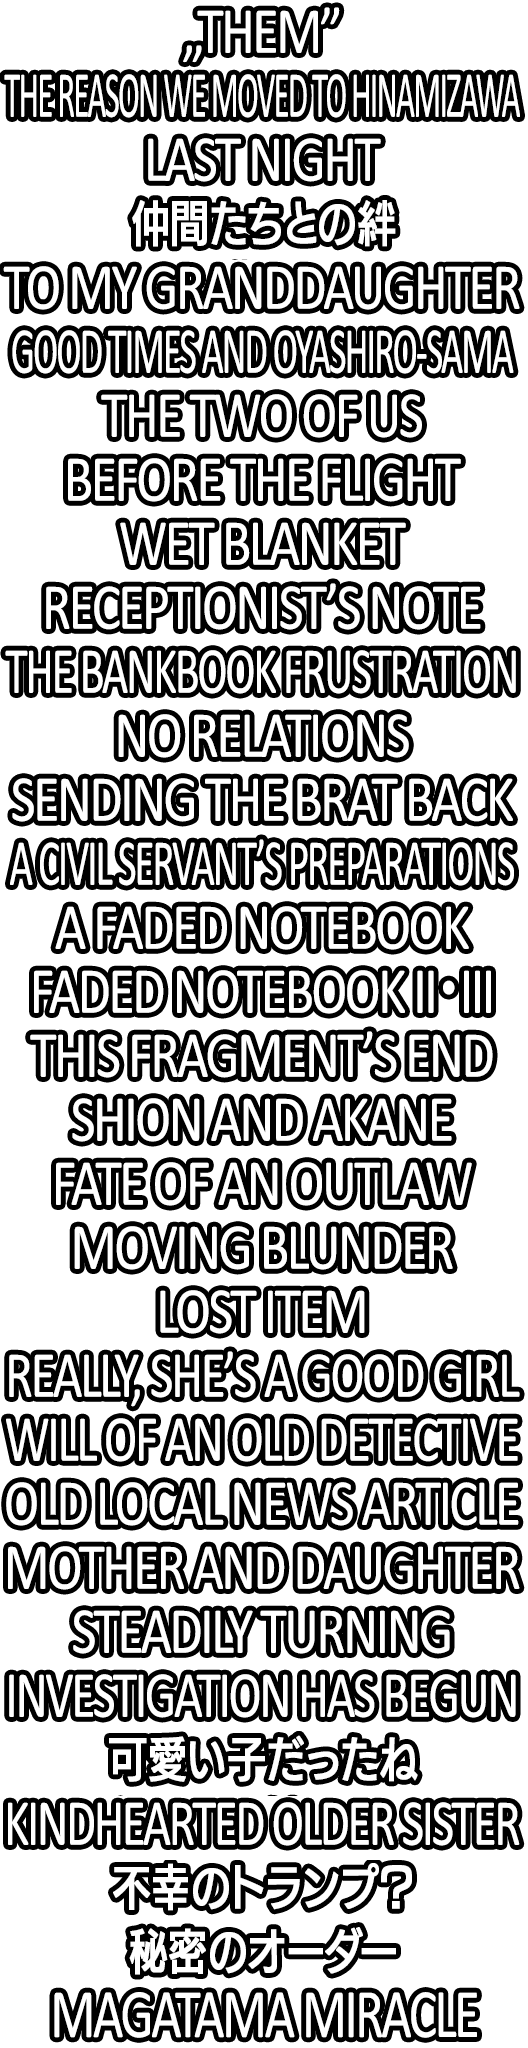 „THEM”
THE REASON WE MOVED TO HINAMIZAWA
LAST NIGHT
仲間たちとの絆
TO MY GRANDDAUGHTER
GOOD TIMES AND OYASHIRO-SAMA
THE TWO OF US
BEFORE THE FLIGHT
WET BLANKET
RECEPTIONIST’S NOTE
THE BANKBOOK FRUSTRATION
NO RELATIONS
SENDING THE BRAT BACK
A CIVIL SERVANT’S PREPARATIONS
A FADED NOTEBOOK
FADED NOTEBOOK II•III
THIS FRAGMENT’S END
SHION AND AKANE
FATE OF AN OUTLAW
MOVING BLUNDER
LOST ITEM
REALLY, SHE’S A GOOD GIRL
WILL OF AN OLD DETECTIVE
OLD LOCAL NEWS ARTICLE
MOTHER AND DAUGHTER
STEADILY TURNING
INVESTIGATION HAS BEGUN
可愛い子だったね
KINDHEARTED OLDER SISTER
不幸のトランプ？
秘密のオーダー
MAGATAMA MIRACLE